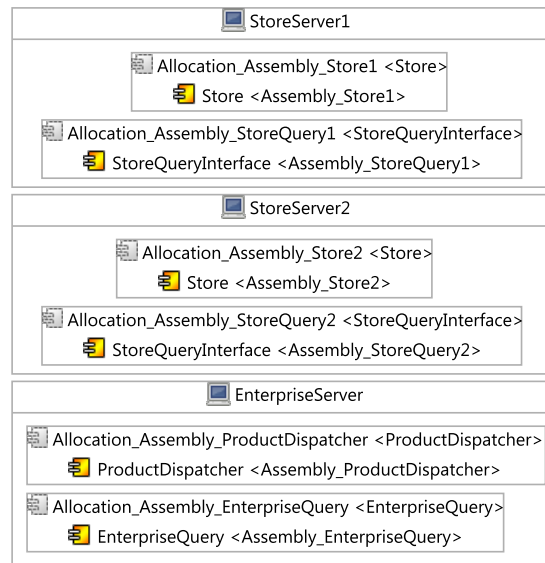 StoreServer1
Allocation_Assembly_Store1 <Store>
Store <Assembly_Store1>
Allocation_Assembly_StoreQuery1 <StoreQueryInterface>
StoreQueryInterface <Assembly_StoreQuery1>
StoreServer2
Allocation_Assembly_Store2 <Store>
Store <Assembly_Store2>
Allocation_Assembly_StoreQuery2 <StoreQueryInterface>
StoreQueryInterface <Assembly_StoreQuery2>
EnterpriseServer
Allocation_Assembly_ProductDispatcher <ProductDispatcher>
ProductDispatcher <Assembly_ProductDispatcher>
Allocation_Assembly_EnterpriseQuery <EnterpriseQuery>
EnterpriseQuery <Assembly_EnterpriseQuery>